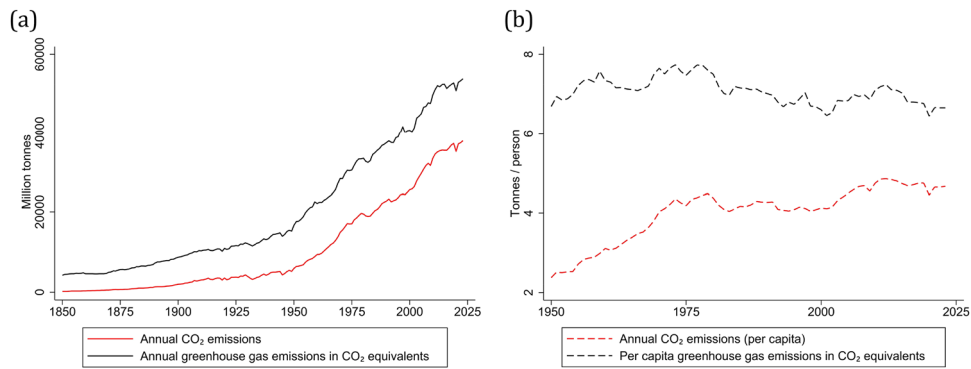 (a)
60000
40000
20000
0
Million tonnes
1850 1875 1900 1925 1950 1975 2000 2025
Annual CO₂ emissions
Annual greenhouse gas emissions in CO₂ equivalents
(b)
8
6
4
2
Tonnes / person
1950 1975 2000 2025
Annual CO₂ emissions (per capita)
Per capita greenhouse gas emissions in CO₂ equivalents